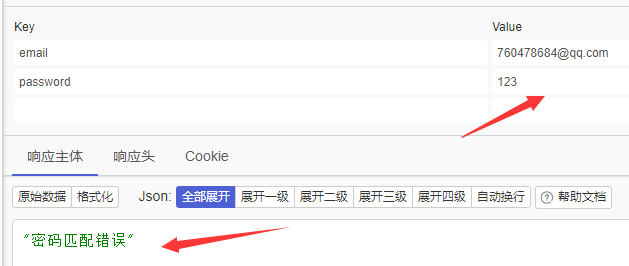 Key Value
email 760478684@qq.com
password 123
响应主体 响应头 Cookie
原始数据 格式化 Json: 全部展开 展开一级 展开二级 展开三级 展开四级 自动换行 ? 帮助文档
"密码匹配错误"